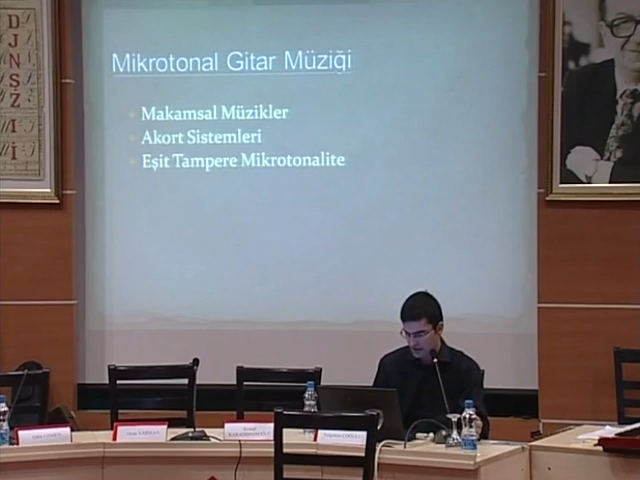 Mikrotonal Gitar Müziği
Makamsal Müzikler
Akort Sistemleri
Eşit Tampere Mikrotonalite